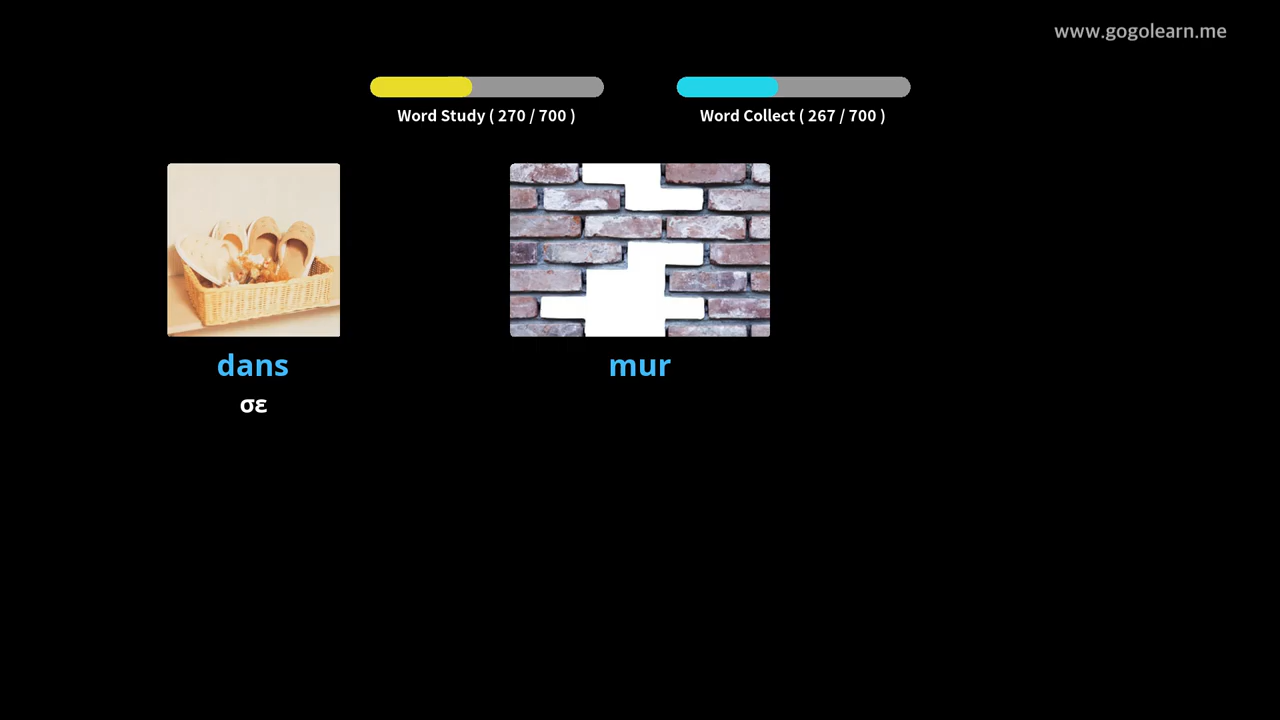 www.gogolearn.me
Word Study ( 270 / 700 )
Word Collect ( 267 / 700 )
dans
mur
σε